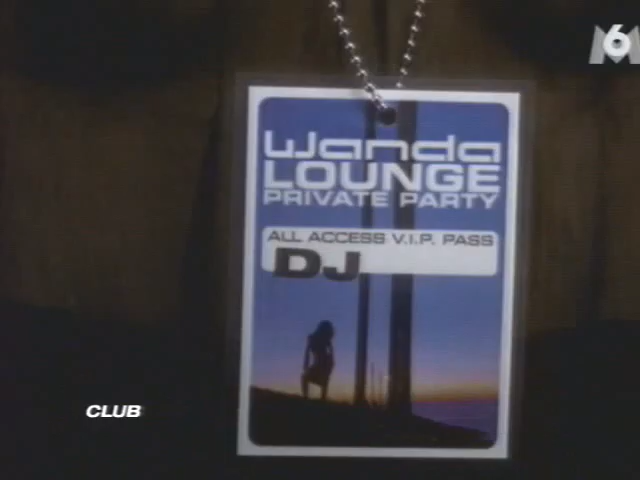 M6
Wanda
LOUNGE
PRIVATE PARTY
ALL ACCESS V.I.P. PASS
DJ
CLUB